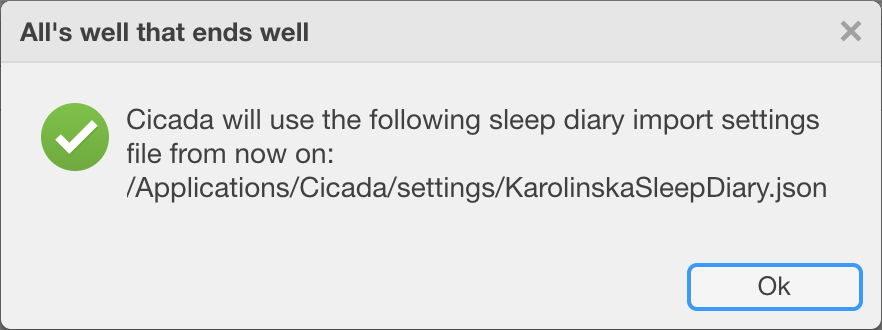 All's well that ends well
Cicada will use the following sleep diary import settings
file from now on:
/Applications/Cicada/settings/KarolinskaSleepDiary.json
Ok